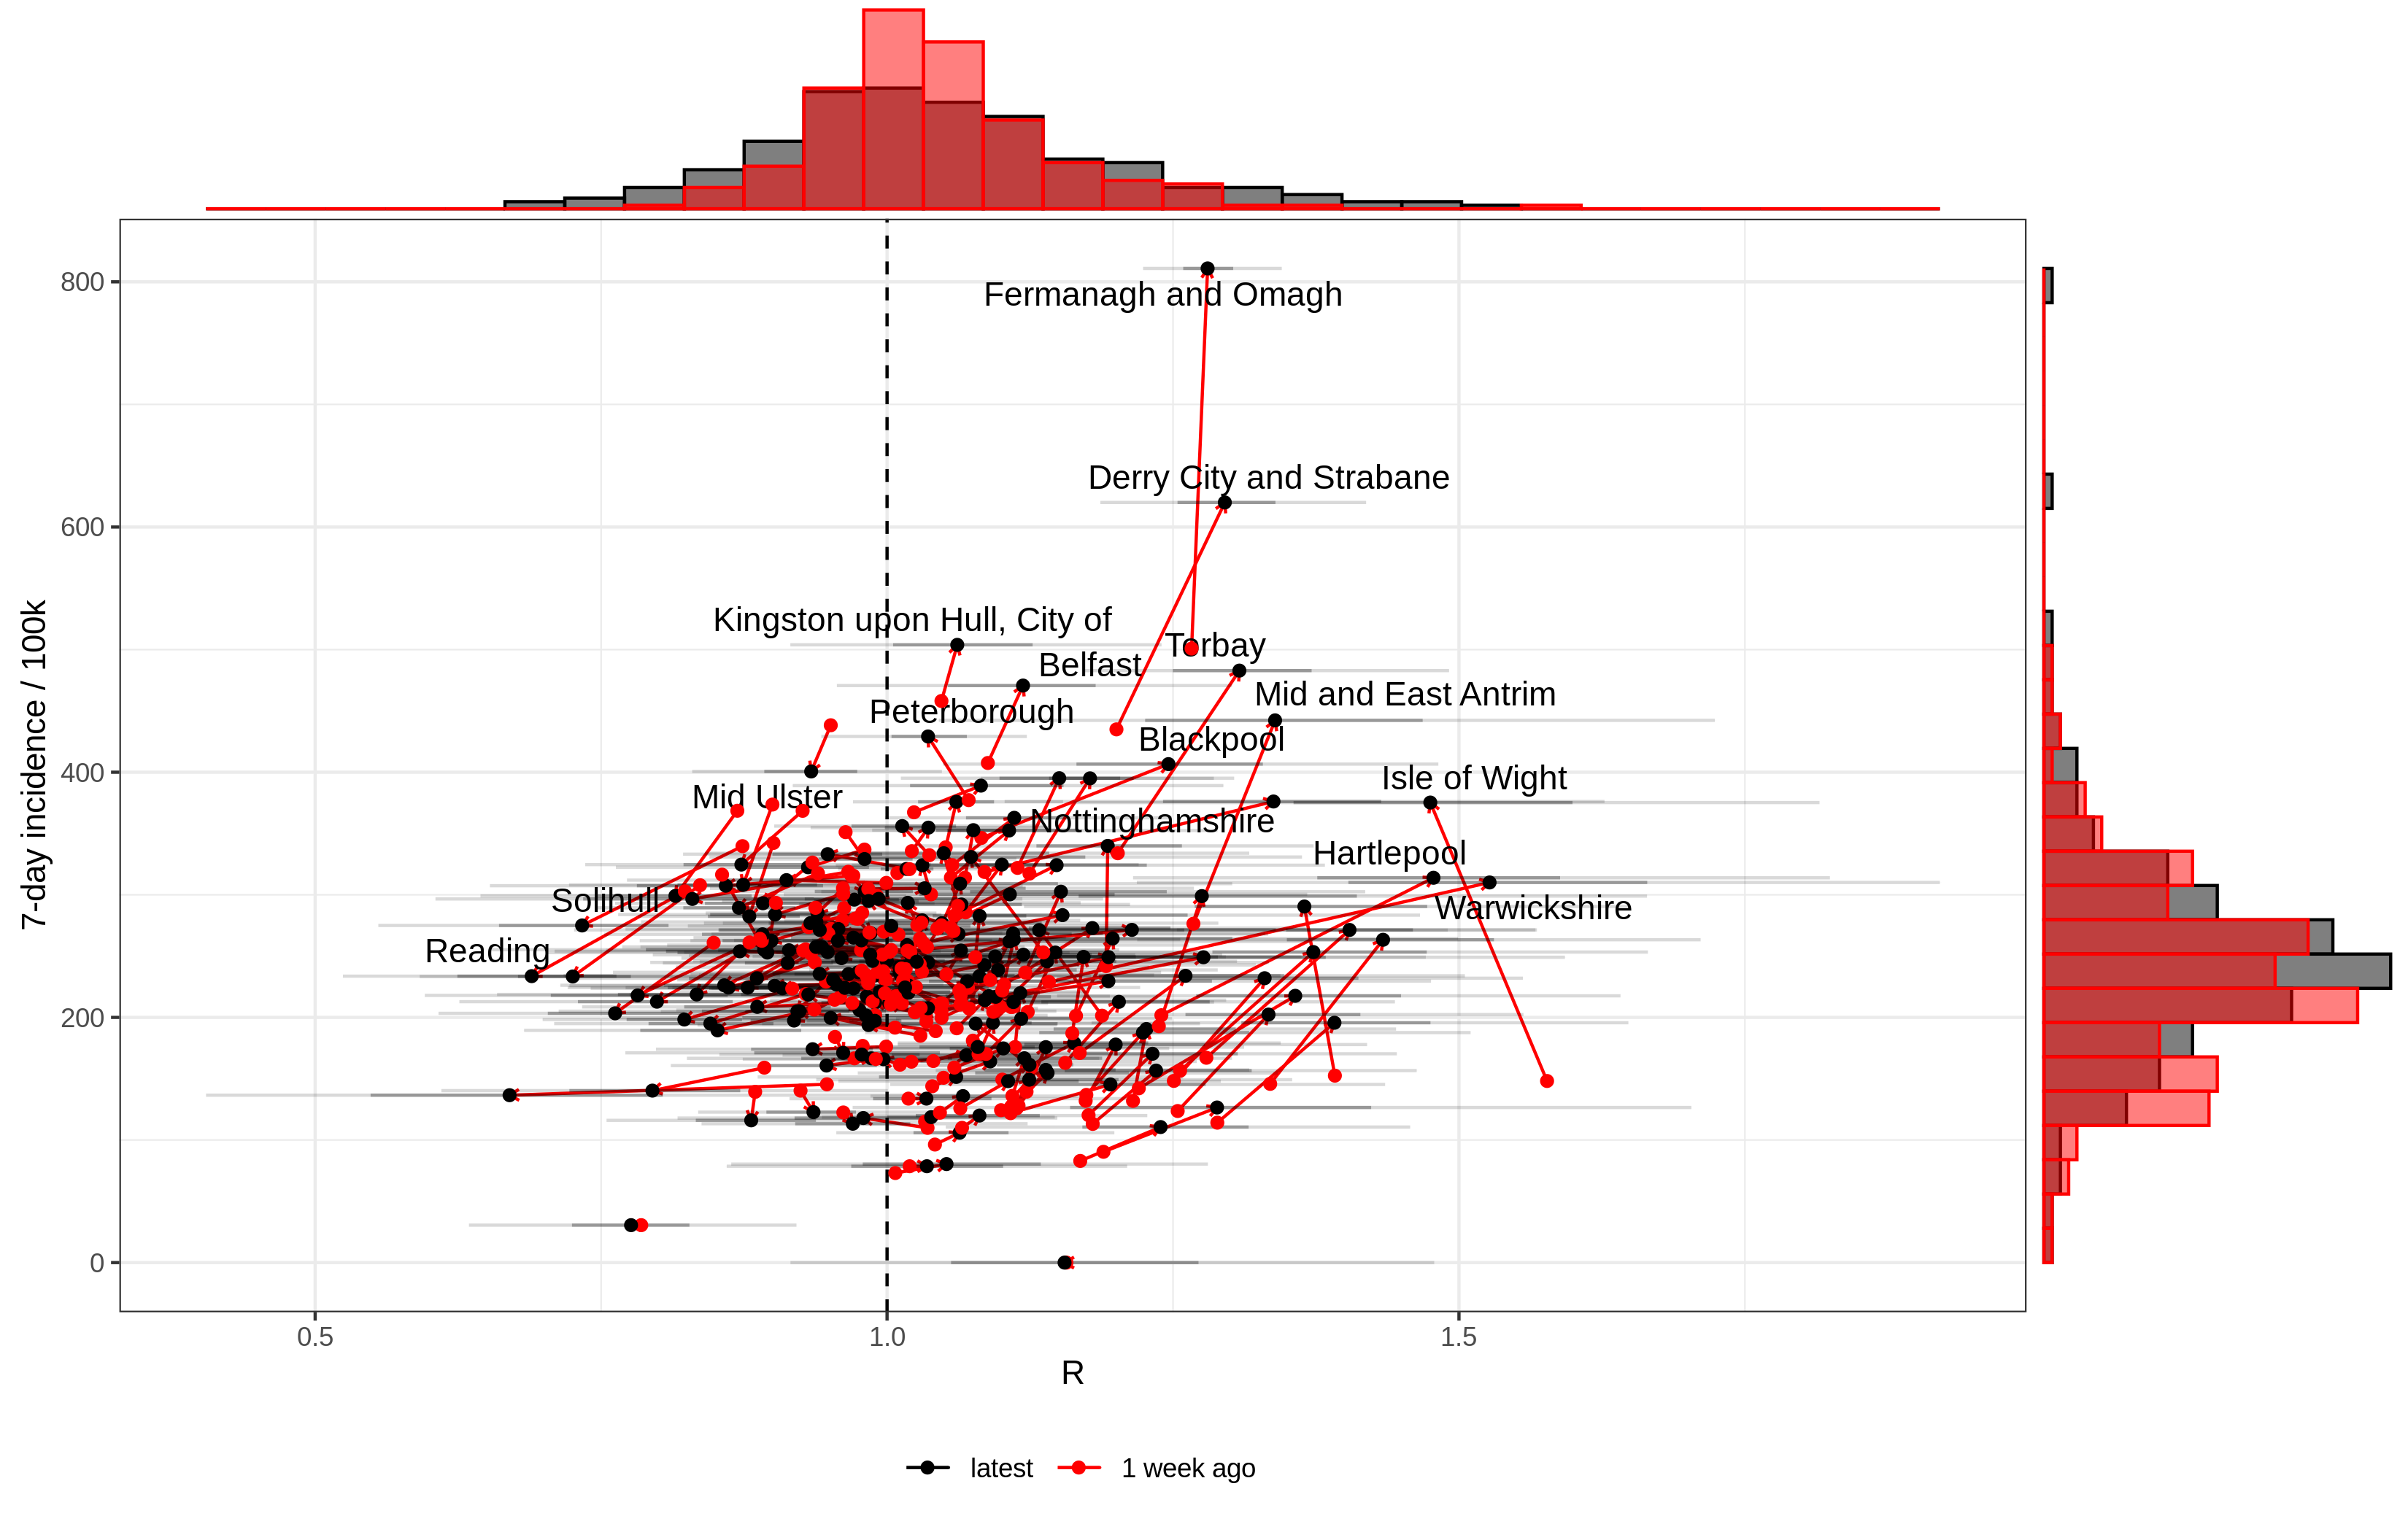 800
600
400
200
0
7-day incidence / 100k
Fermanagh and Omagh
Derry City and Strabane
Kingston upon Hull, City of
Torbay
Belfast
Mid and East Antrim
Peterborough
Blackpool
Isle of Wight
Mid Ulster
Nottinghamshire
Hartlepool
Solihull
Warwickshire
Reading
0.5
1.0
1.5
R
latest
1 week ago